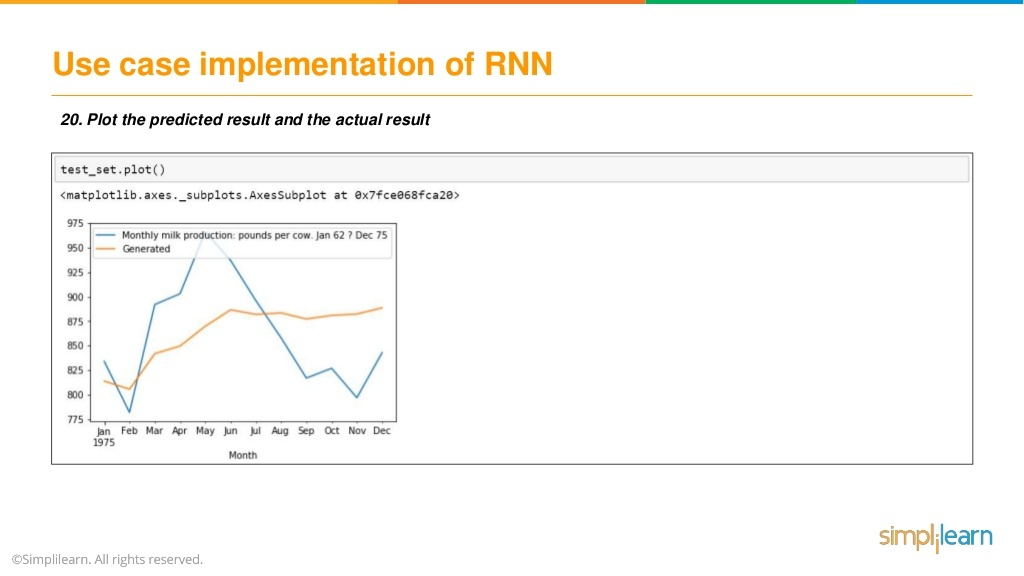 Use case implementation of RNN
20. Plot the predicted result and the actual result
test_set.plot()
<matplotlib.axes._subplots.AxesSubplot at 0x7fce068fca20>
975
950
925
900
875
850
825
800
775
Monthly milk production: pounds per cow. Jan 62 ? Dec 75
Generated
Jan Feb Mar Apr May Jun Jul Aug Sep Oct Nov Dec
1975
Month
simplilearn
©Simplilearn. All rights reserved.